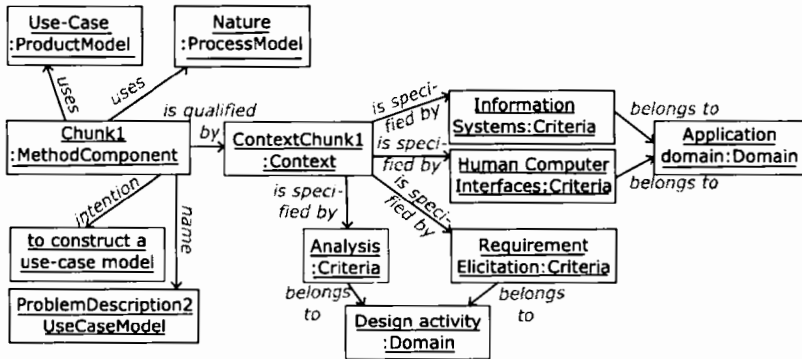 Use-Case
:ProductModel
Nature
:ProcessModel
uses
uses
is qualified
by
Chunk1
:MethodComponent
ContextChunk1
:Context
is speci-
fied by
is speci-
fied by
is speci-
fied by
is speci-
fied by
Information
Systems:Criteria
Human Computer
Interfaces:Criteria
belongs to
belongs to
Application
domain:Domain
intention
name
to construct a
use-case model
ProblemDescription2
UseCaseModel
Analysis
:Criteria
Requirement
Elicitation:Criteria
belongs
to
belongs
to
Design activity
:Domain